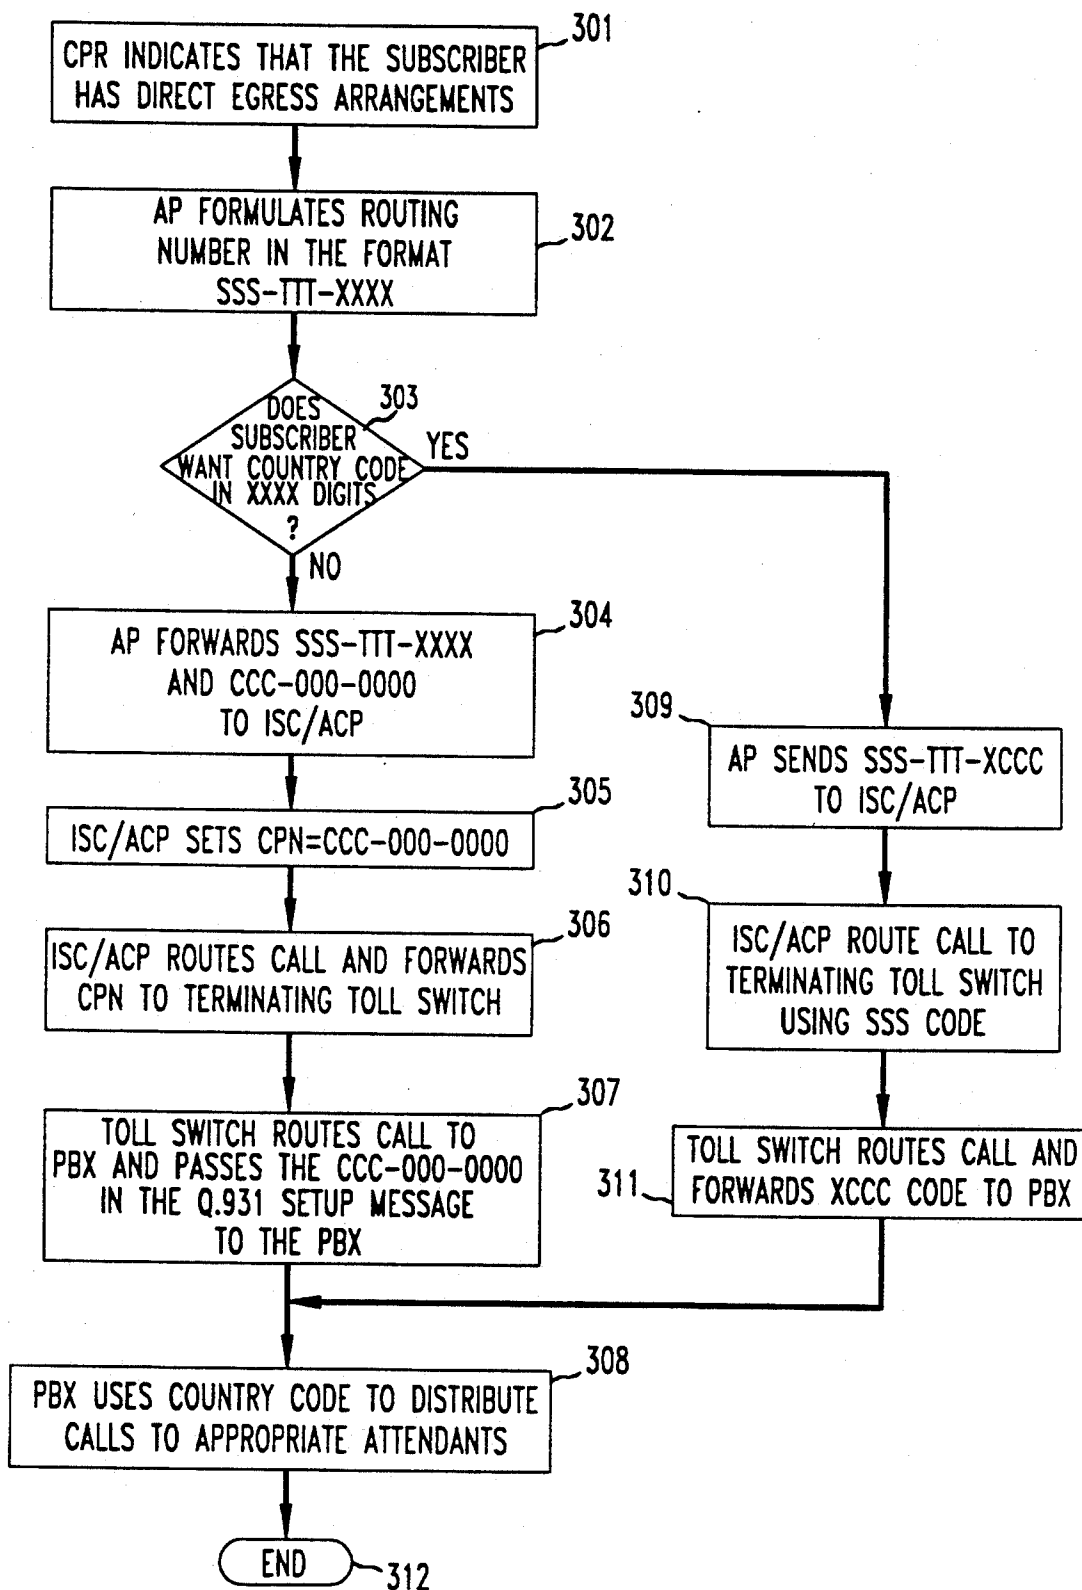 301
CPR INDICATES THAT THE SUBSCRIBER
HAS DIRECT EGRESS ARRANGEMENTS
302
AP FORMULATES ROUTING
NUMBER IN THE FORMAT
SSS-TTT-XXXX
303
DOES
SUBSCRIBER
WANT COUNTRY CODE
IN XXXX DIGITS
?
YES
NO
304
AP FORWARDS SSS-TTT-XXXX
AND CCC-000-0000
TO ISC/ACP
305
ISC/ACP SETS CPN=CCC-000-0000
306
ISC/ACP ROUTES CALL AND FORWARDS
CPN TO TERMINATING TOLL SWITCH
307
TOLL SWITCH ROUTES CALL TO
PBX AND PASSES THE CCC-000-0000
IN THE Q.931 SETUP MESSAGE
TO THE PBX
309
AP SENDS SSS-TTT-XCCC
TO ISC/ACP
310
ISC/ACP ROUTE CALL TO
TERMINATING TOLL SWITCH
USING SSS CODE
311
TOLL SWITCH ROUTES CALL AND
FORWARDS XCCC CODE TO PBX
308
PBX USES COUNTRY CODE TO DISTRIBUTE
CALLS TO APPROPRIATE ATTENDANTS
END
312